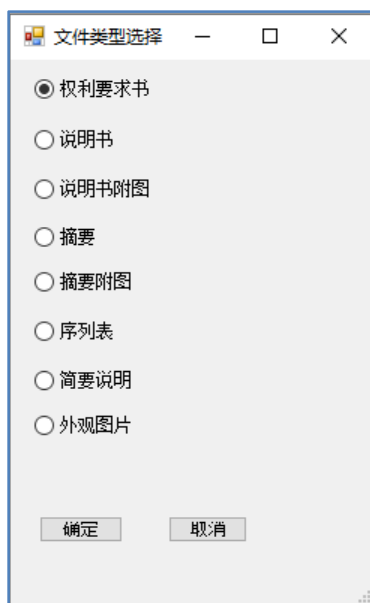 文件类型选择
权利要求书
说明书
说明书附图
摘要
摘要附图
序列表
简要说明
外观图片
确定 取消